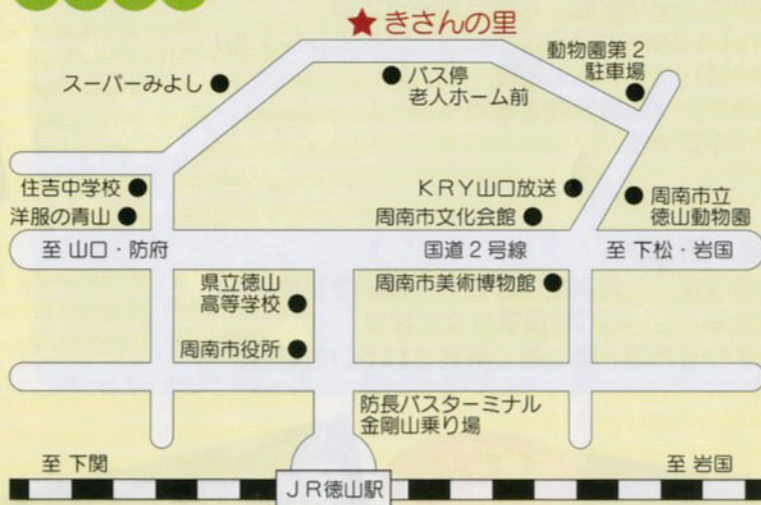 ★きさんの里
動物園第2
駐車場
スーパーみよし
バス停
老人ホーム前
住吉中学校
KRY山口放送
周南市立
徳山動物園
洋服の青山
周南市文化会館
至 山口・防府
国道2号線
至 下松・岩国
県立徳山
高等学校
周南市美術博物館
周南市役所
防長バスターミナル
金剛山乗り場
至 下関
至 岩国
JR徳山駅